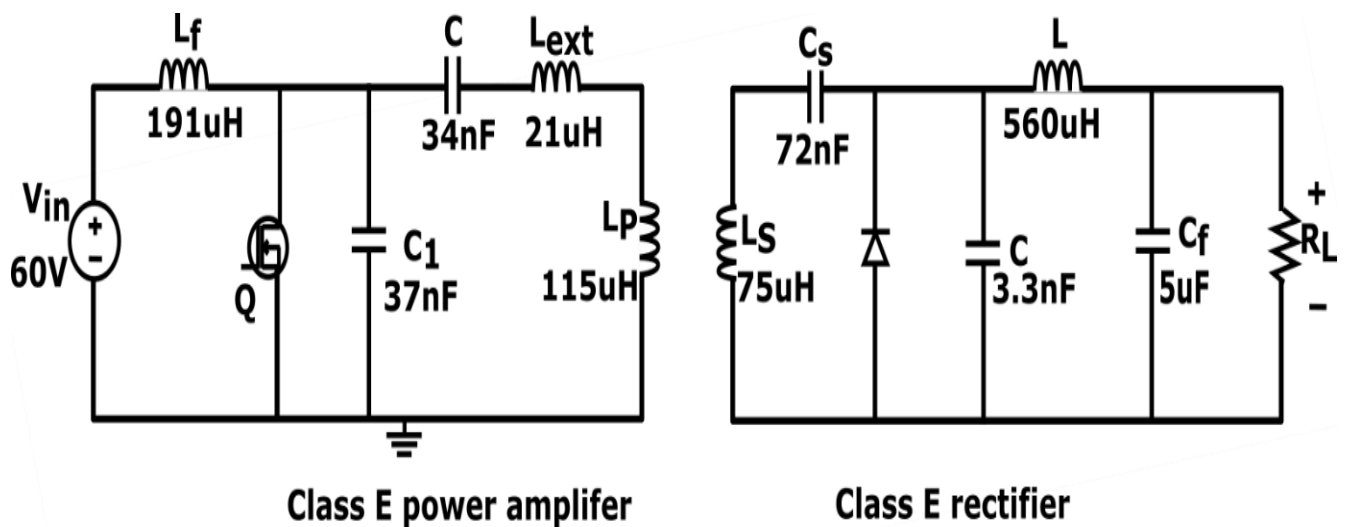 Lf
191uH
C
34nF
Lext
21uH
Vin
60V
+
-
Q
C1
37nF
LP
115uH
Cs
72nF
L
560uH
LS
75uH
C
3.3nF
Cf
5uF
+
RL
-
Class E power amplifer
Class E rectifier